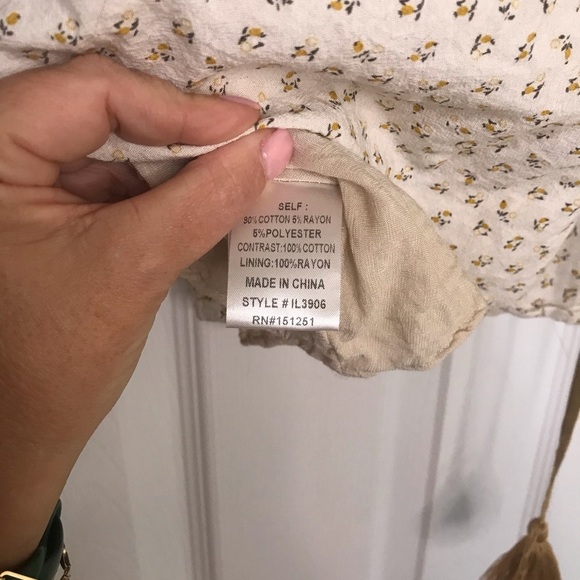 SELF :
90% COTTON 5% RAYON
5%POLYESTER
CONTRAST:100%COTTON
LINING:100%RAYON
MADE IN CHINA
STYLE # IL3906
RN#151251